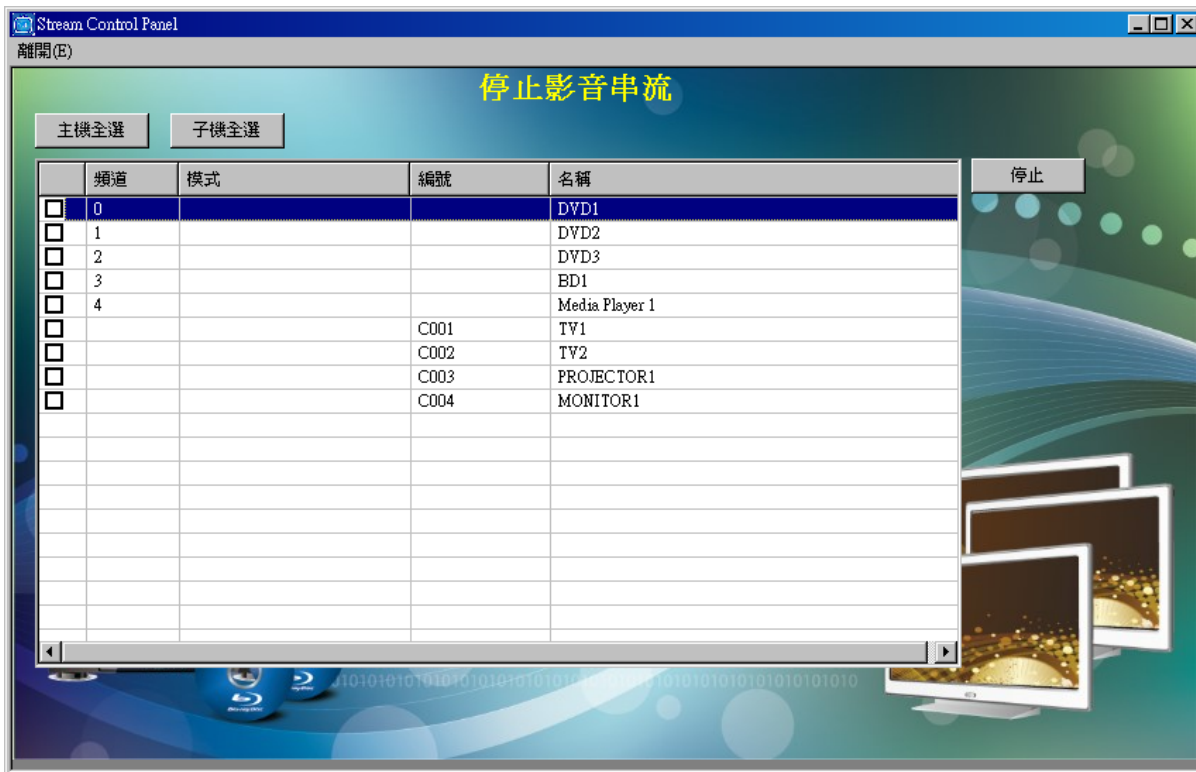 Stream Control Panel
離開(E)
停止影音串流
主機全選 子機全選
頻道 模式 編號 名稱 停止
0 DVD1
1 DVD2
2 DVD3
3 BD1
4 Media Player 1
C001 TV1
C002 TV2
C003 PROJECTOR1
C004 MONITOR1